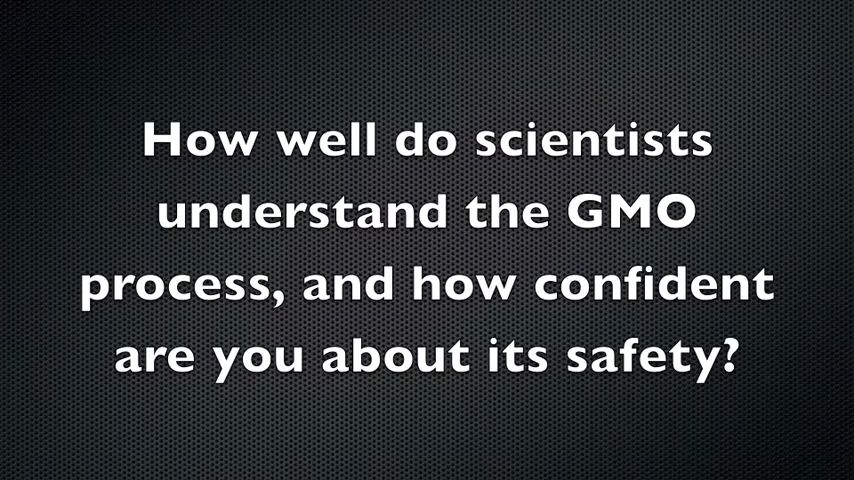 How well do scientists
understand the GMO
process, and how confident
are you about its safety?